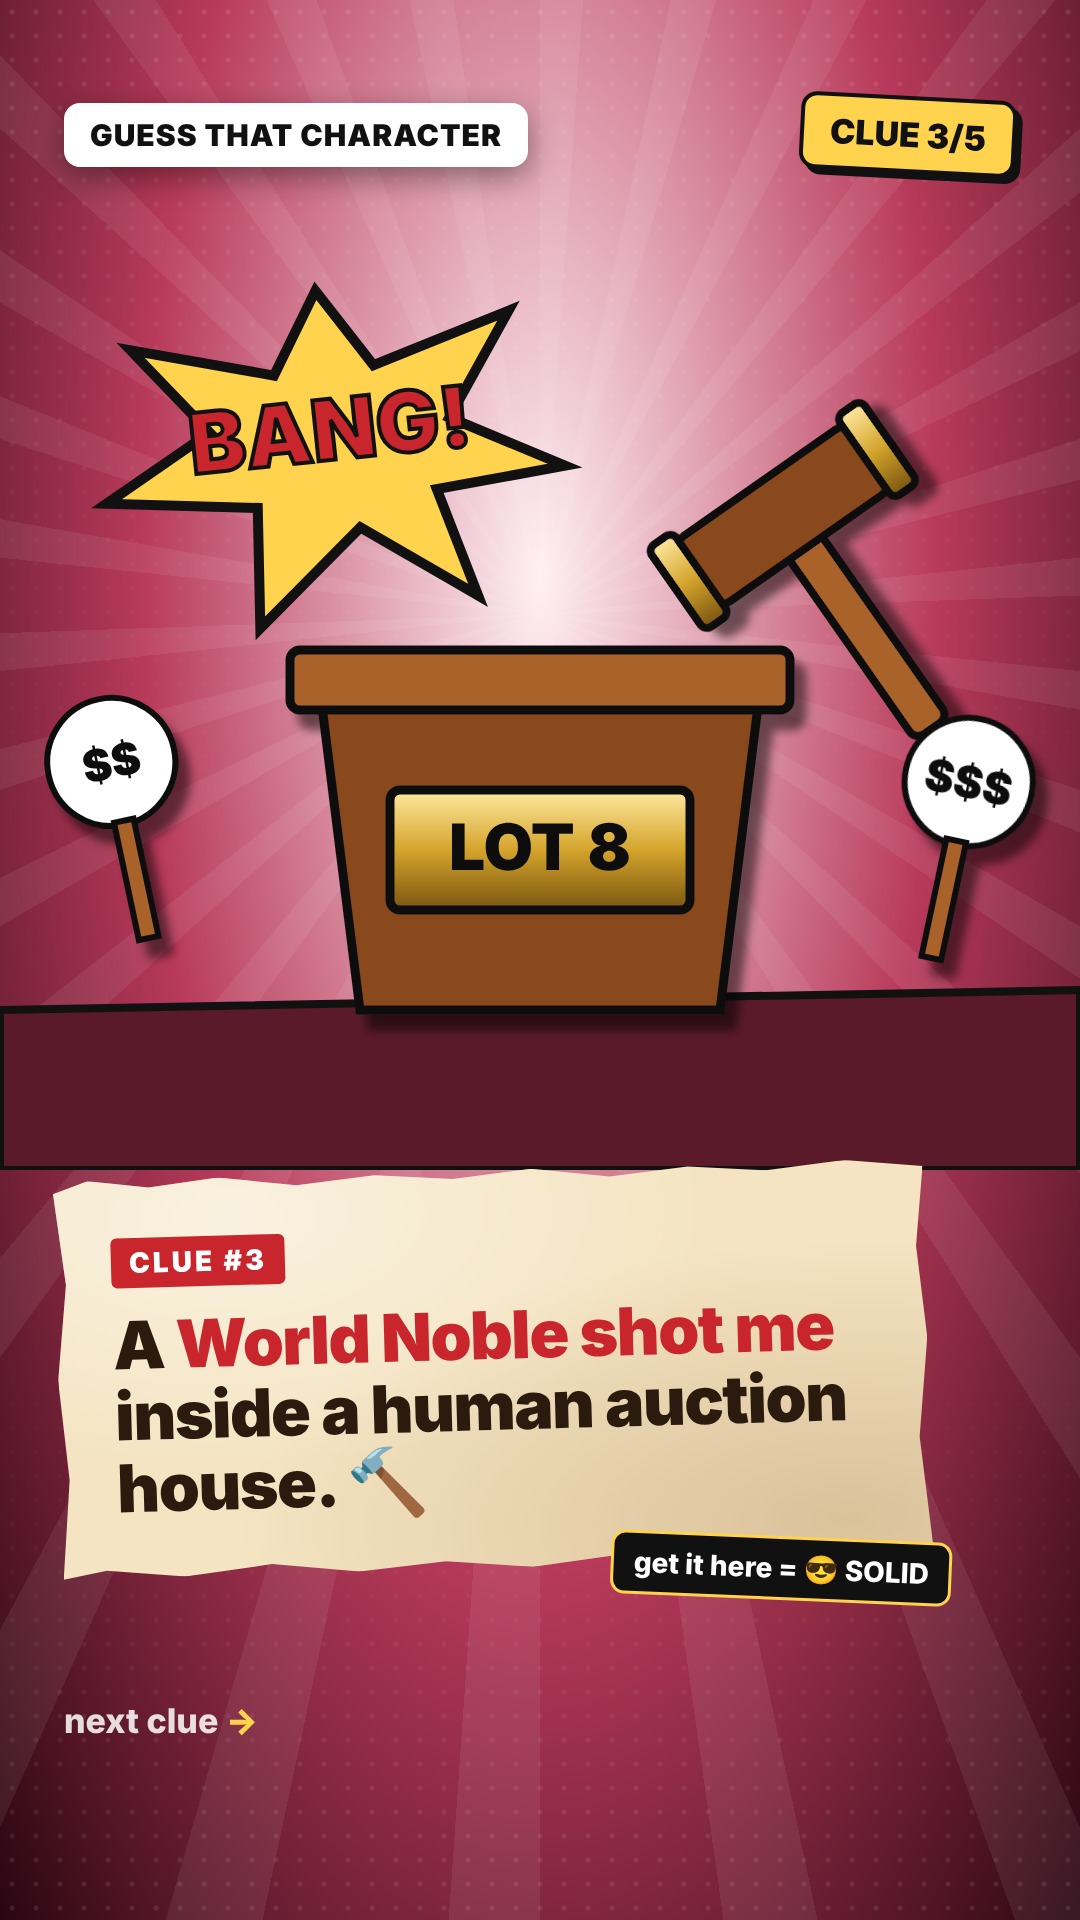 GUESS THAT CHARACTER
CLUE 3/5
BANG!
$$
$$$
LOT 8
CLUE #3
A World Noble shot me
inside a human auction
house. 🔨
get it here = 😎 SOLID
next clue →